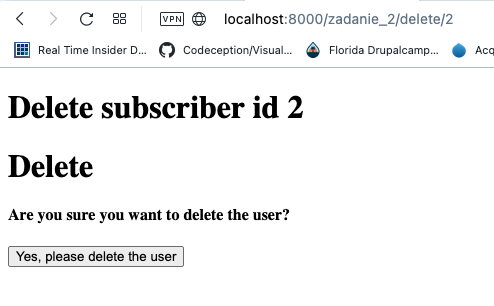 VPN localhost:8000/zadanie_2/delete/2
Real Time Insider D... Codeception/Visual... Florida Drupalcamp... Acq
Delete subscriber id 2
Delete
Are you sure you want to delete the user?
Yes, please delete the user